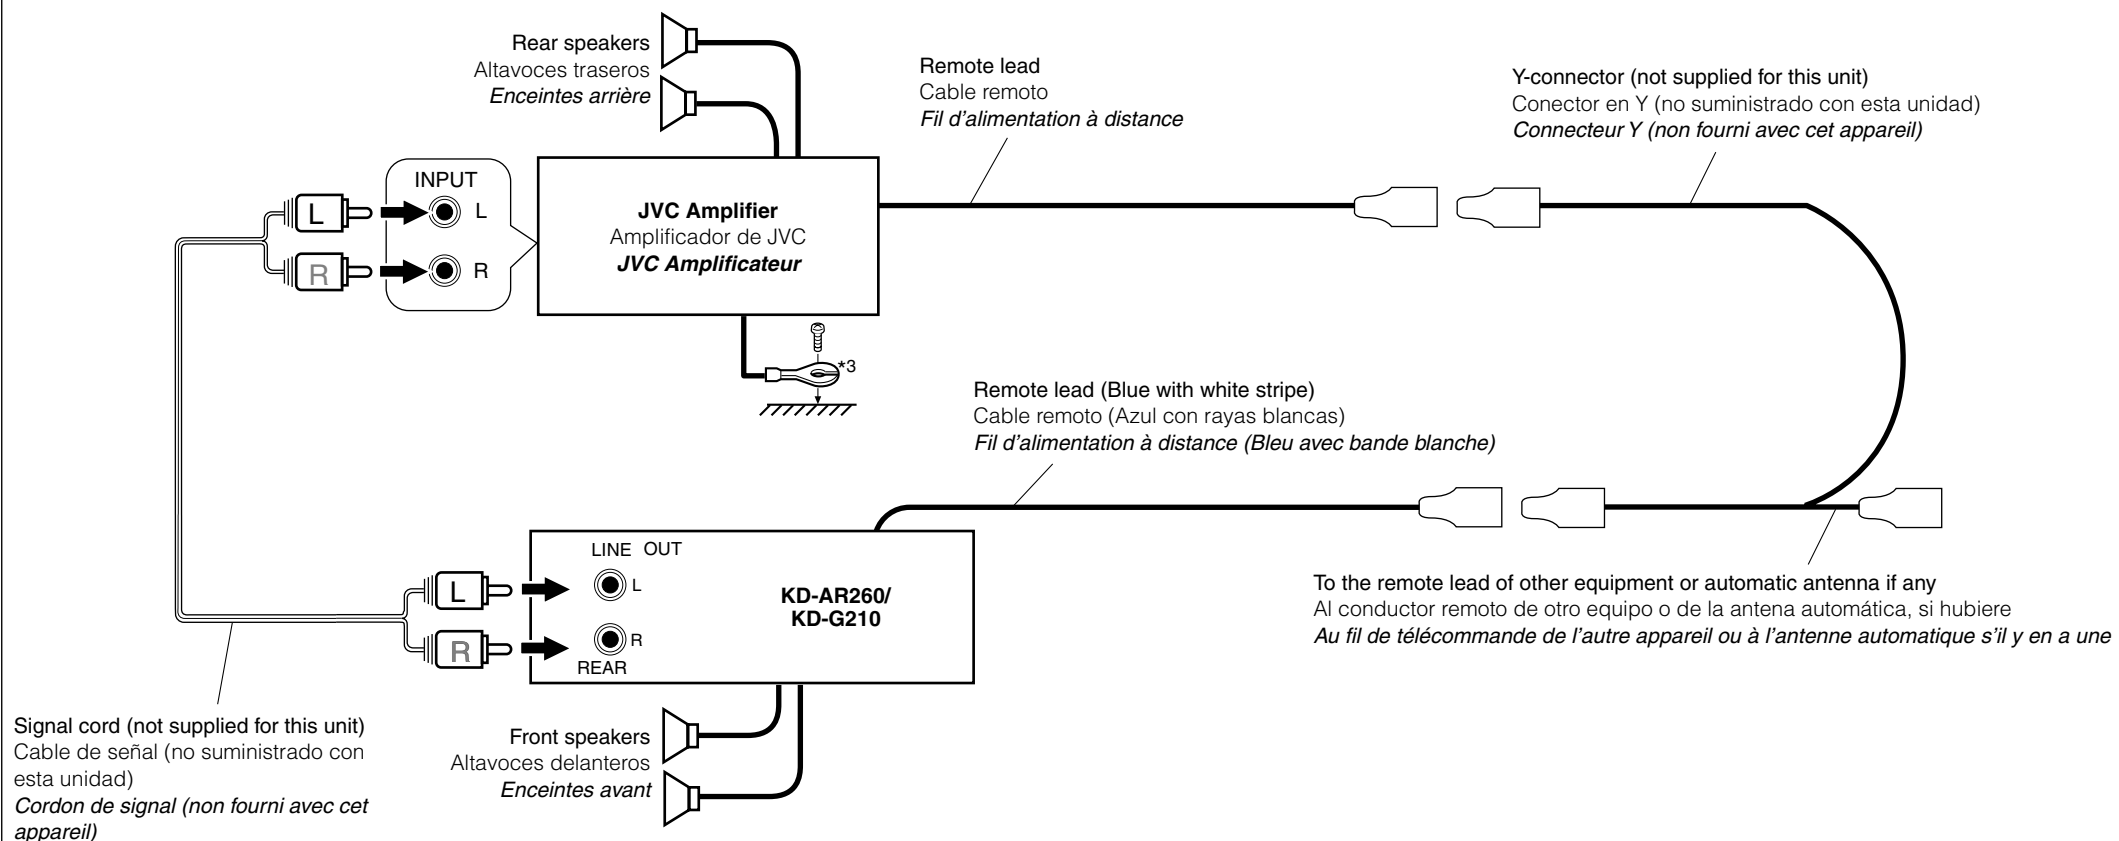 Rear speakers
Altavoces traseros
Enceintes arrière
Remote lead
Cable remoto
Fil d'alimentation à distance
Y-connector (not supplied for this unit)
Conector en Y (no suministrado con esta unidad)
Connecteur Y (non fourni avec cet appareil)
INPUT
L
L
R
R
JVC Amplifier
Amplificador de JVC
JVC Amplificateur
*3
Remote lead (Blue with white stripe)
Cable remoto (Azul con rayas blancas)
Fil d'alimentation à distance (Bleu avec bande blanche)
LINE OUT
L
L
R
R
REAR
KD-AR260/
KD-G210
To the remote lead of other equipment or automatic antenna if any
Al conductor remoto de otro equipo o de la antena automática, si hubiere
Au fil de télécommande de l'autre appareil ou à l'antenne automatique s'il y en a une
Signal cord (not supplied for this unit)
Cable de señal (no suministrado con
esta unidad)
Cordon de signal (non fourni avec cet
appareil)
Front speakers
Altavoces delanteros
Enceintes avant